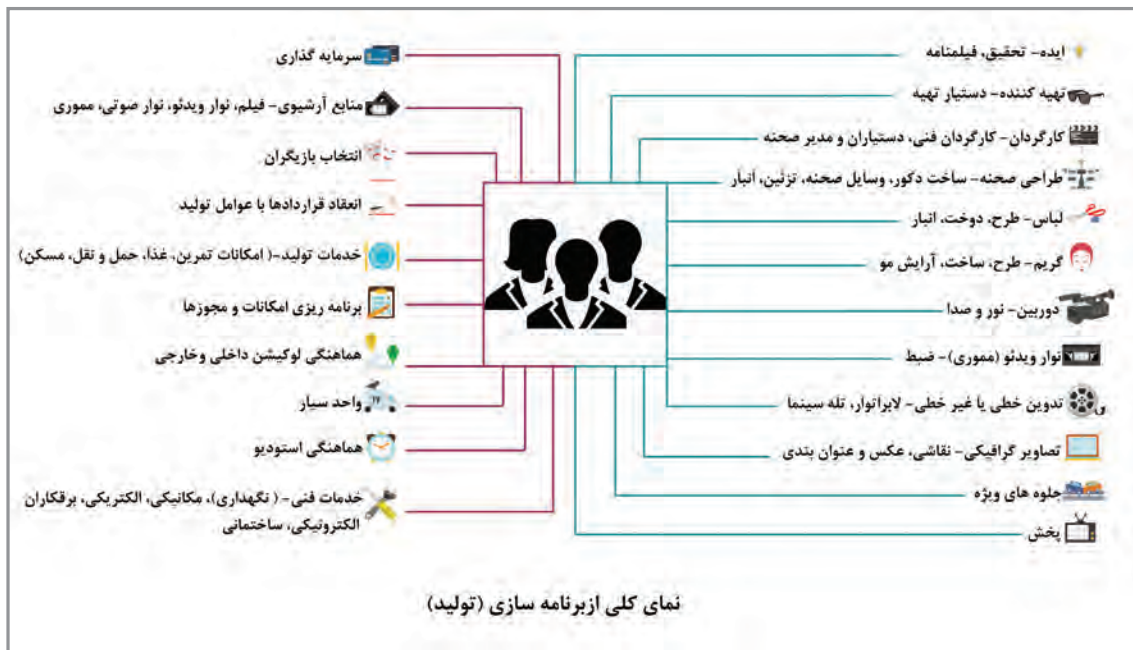 ایده- تحقیق، فیلمنامه
تهیه کننده- دستیار تهیه
کارگردان- کارگردان فنی، دستیاران و مدیر صحنه
طراحی صحنه- ساخت دکور، وسایل صحنه، تزئین، انبار
لباس- طرح، دوخت، انبار
گریم- طرح، ساخت، آرایش مو
دوربین- نور و صدا
نوار ویدئو (مموری)- ضبط
تدوین خطی یا غیر خطی- لابراتوار، تله سینما
تصاویر گرافیکی- نقاشی، عکس و عنوان بندی
جلوه های ویژه
پخش
سرمایه گذاری
منابع آرشیوی- فیلم، نوار ویدئو، نوار صوتی، مموری
انتخاب بازیگران
انعقاد قراردادها با عوامل تولید
خدمات تولید-( امکانات تمرین، غذا، حمل و نقل، مسکن)
برنامه ریزی امکانات و مجوزها
هماهنگی لوکیشن داخلی وخارجی
واحد سیار
هماهنگی استودیو
خدمات فنی- ( نگهداری)، مکانیکی، الکتریکی، برقکاران
الکترونیکی، ساختمانی
نمای کلی ازبرنامه سازی (تولید)